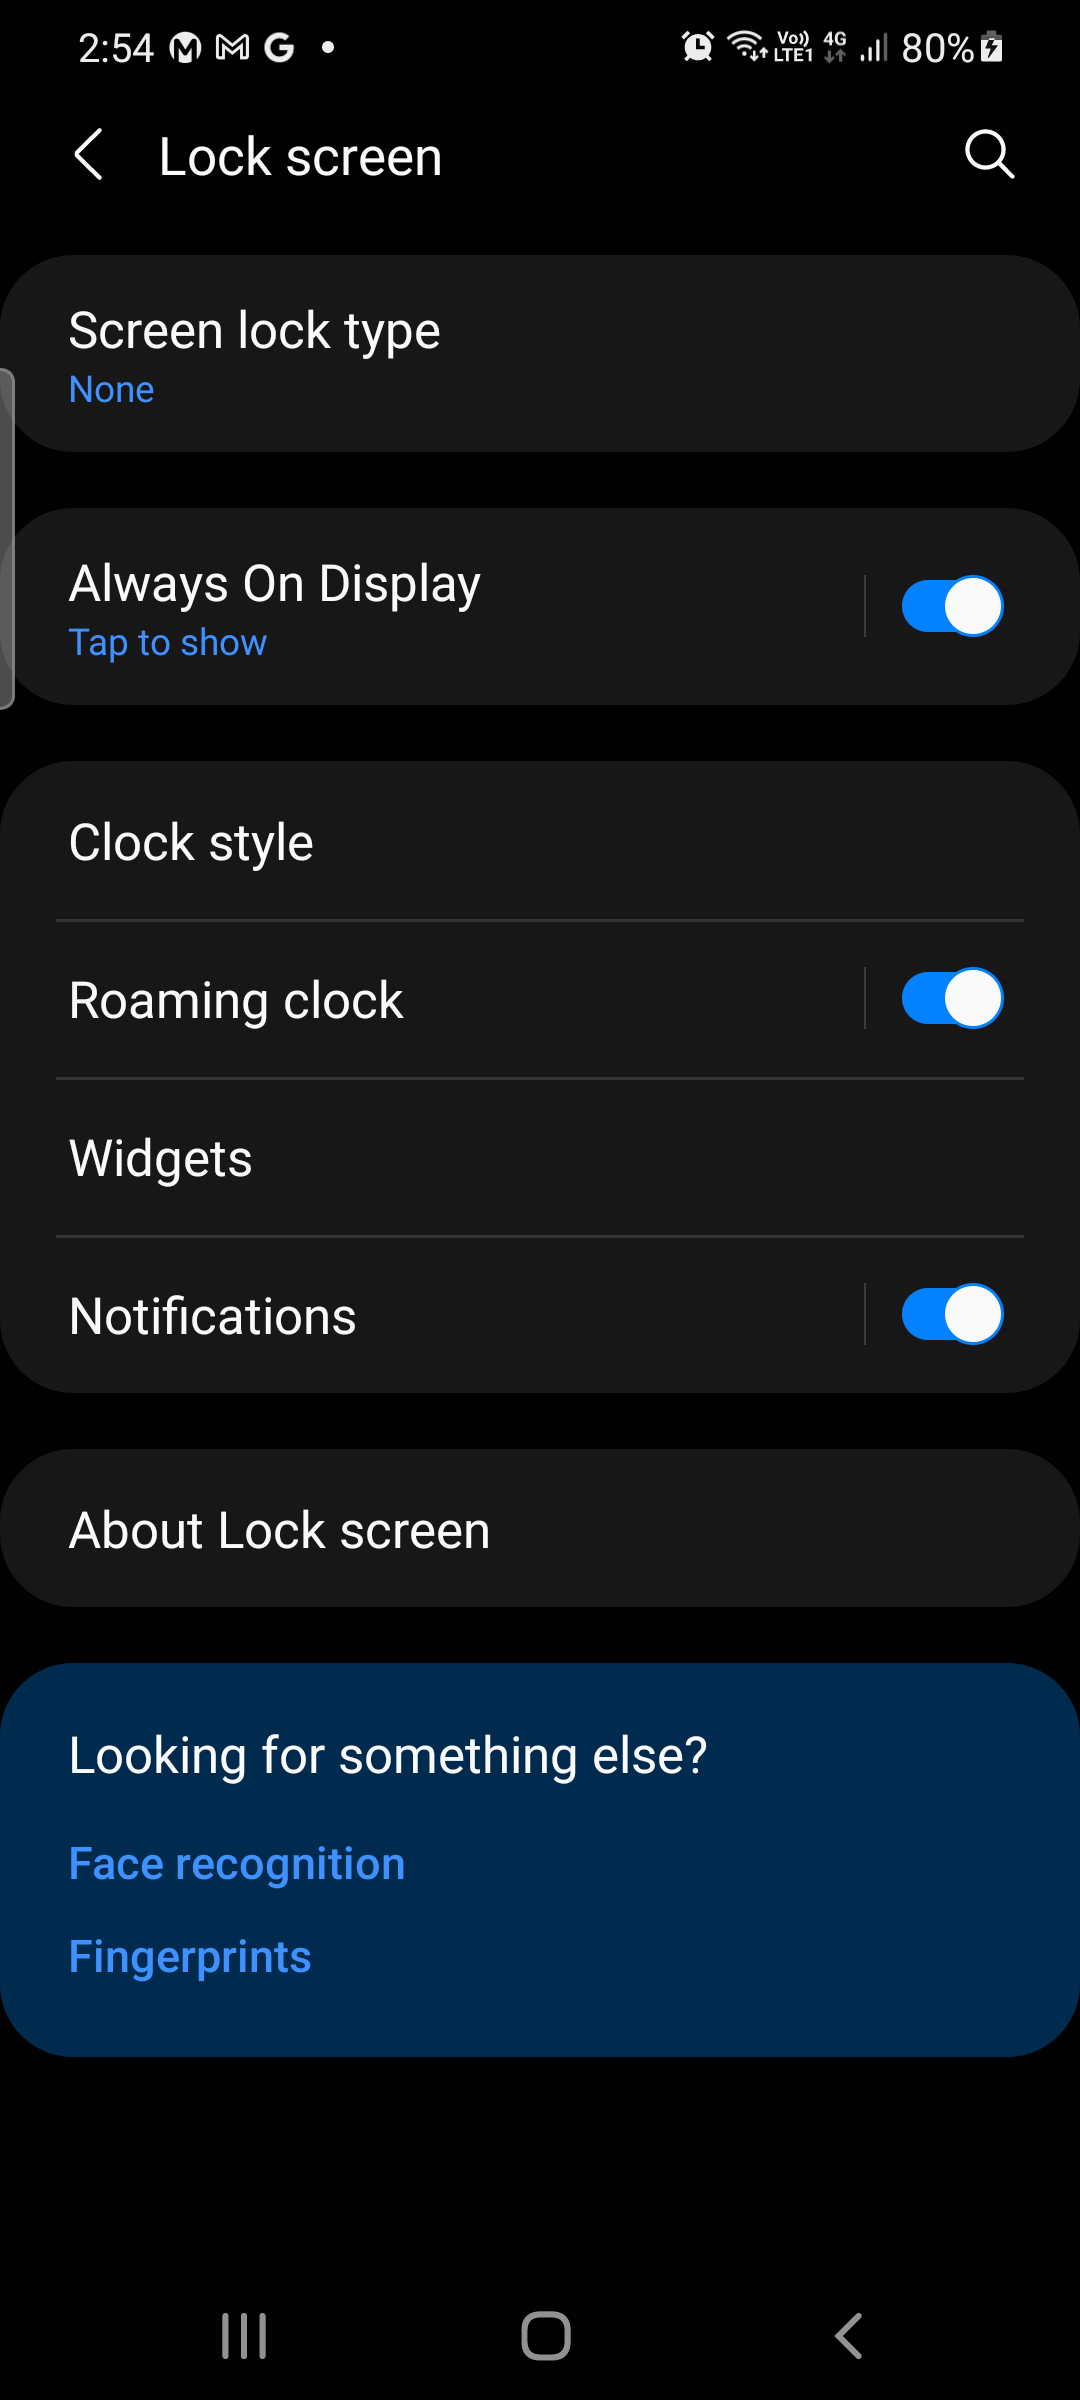 2:54 Vo)) LTE1 4G 80%
Lock screen
Screen lock type
None
Always On Display
Tap to show
Clock style
Roaming clock
Widgets
Notifications
About Lock screen
Looking for something else?
Face recognition
Fingerprints